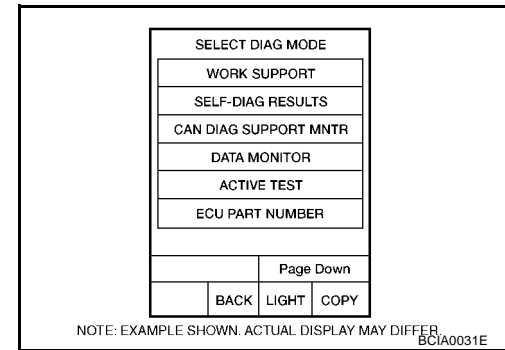 SELECT DIAG MODE
WORK SUPPORT
SELF-DIAG RESULTS
CAN DIAG SUPPORT MNTR
DATA MONITOR
ACTIVE TEST
ECU PART NUMBER
Page Down
BACK LIGHT COPY
NOTE: EXAMPLE SHOWN. ACTUAL DISPLAY MAY DIFFER.
BCIA0031E